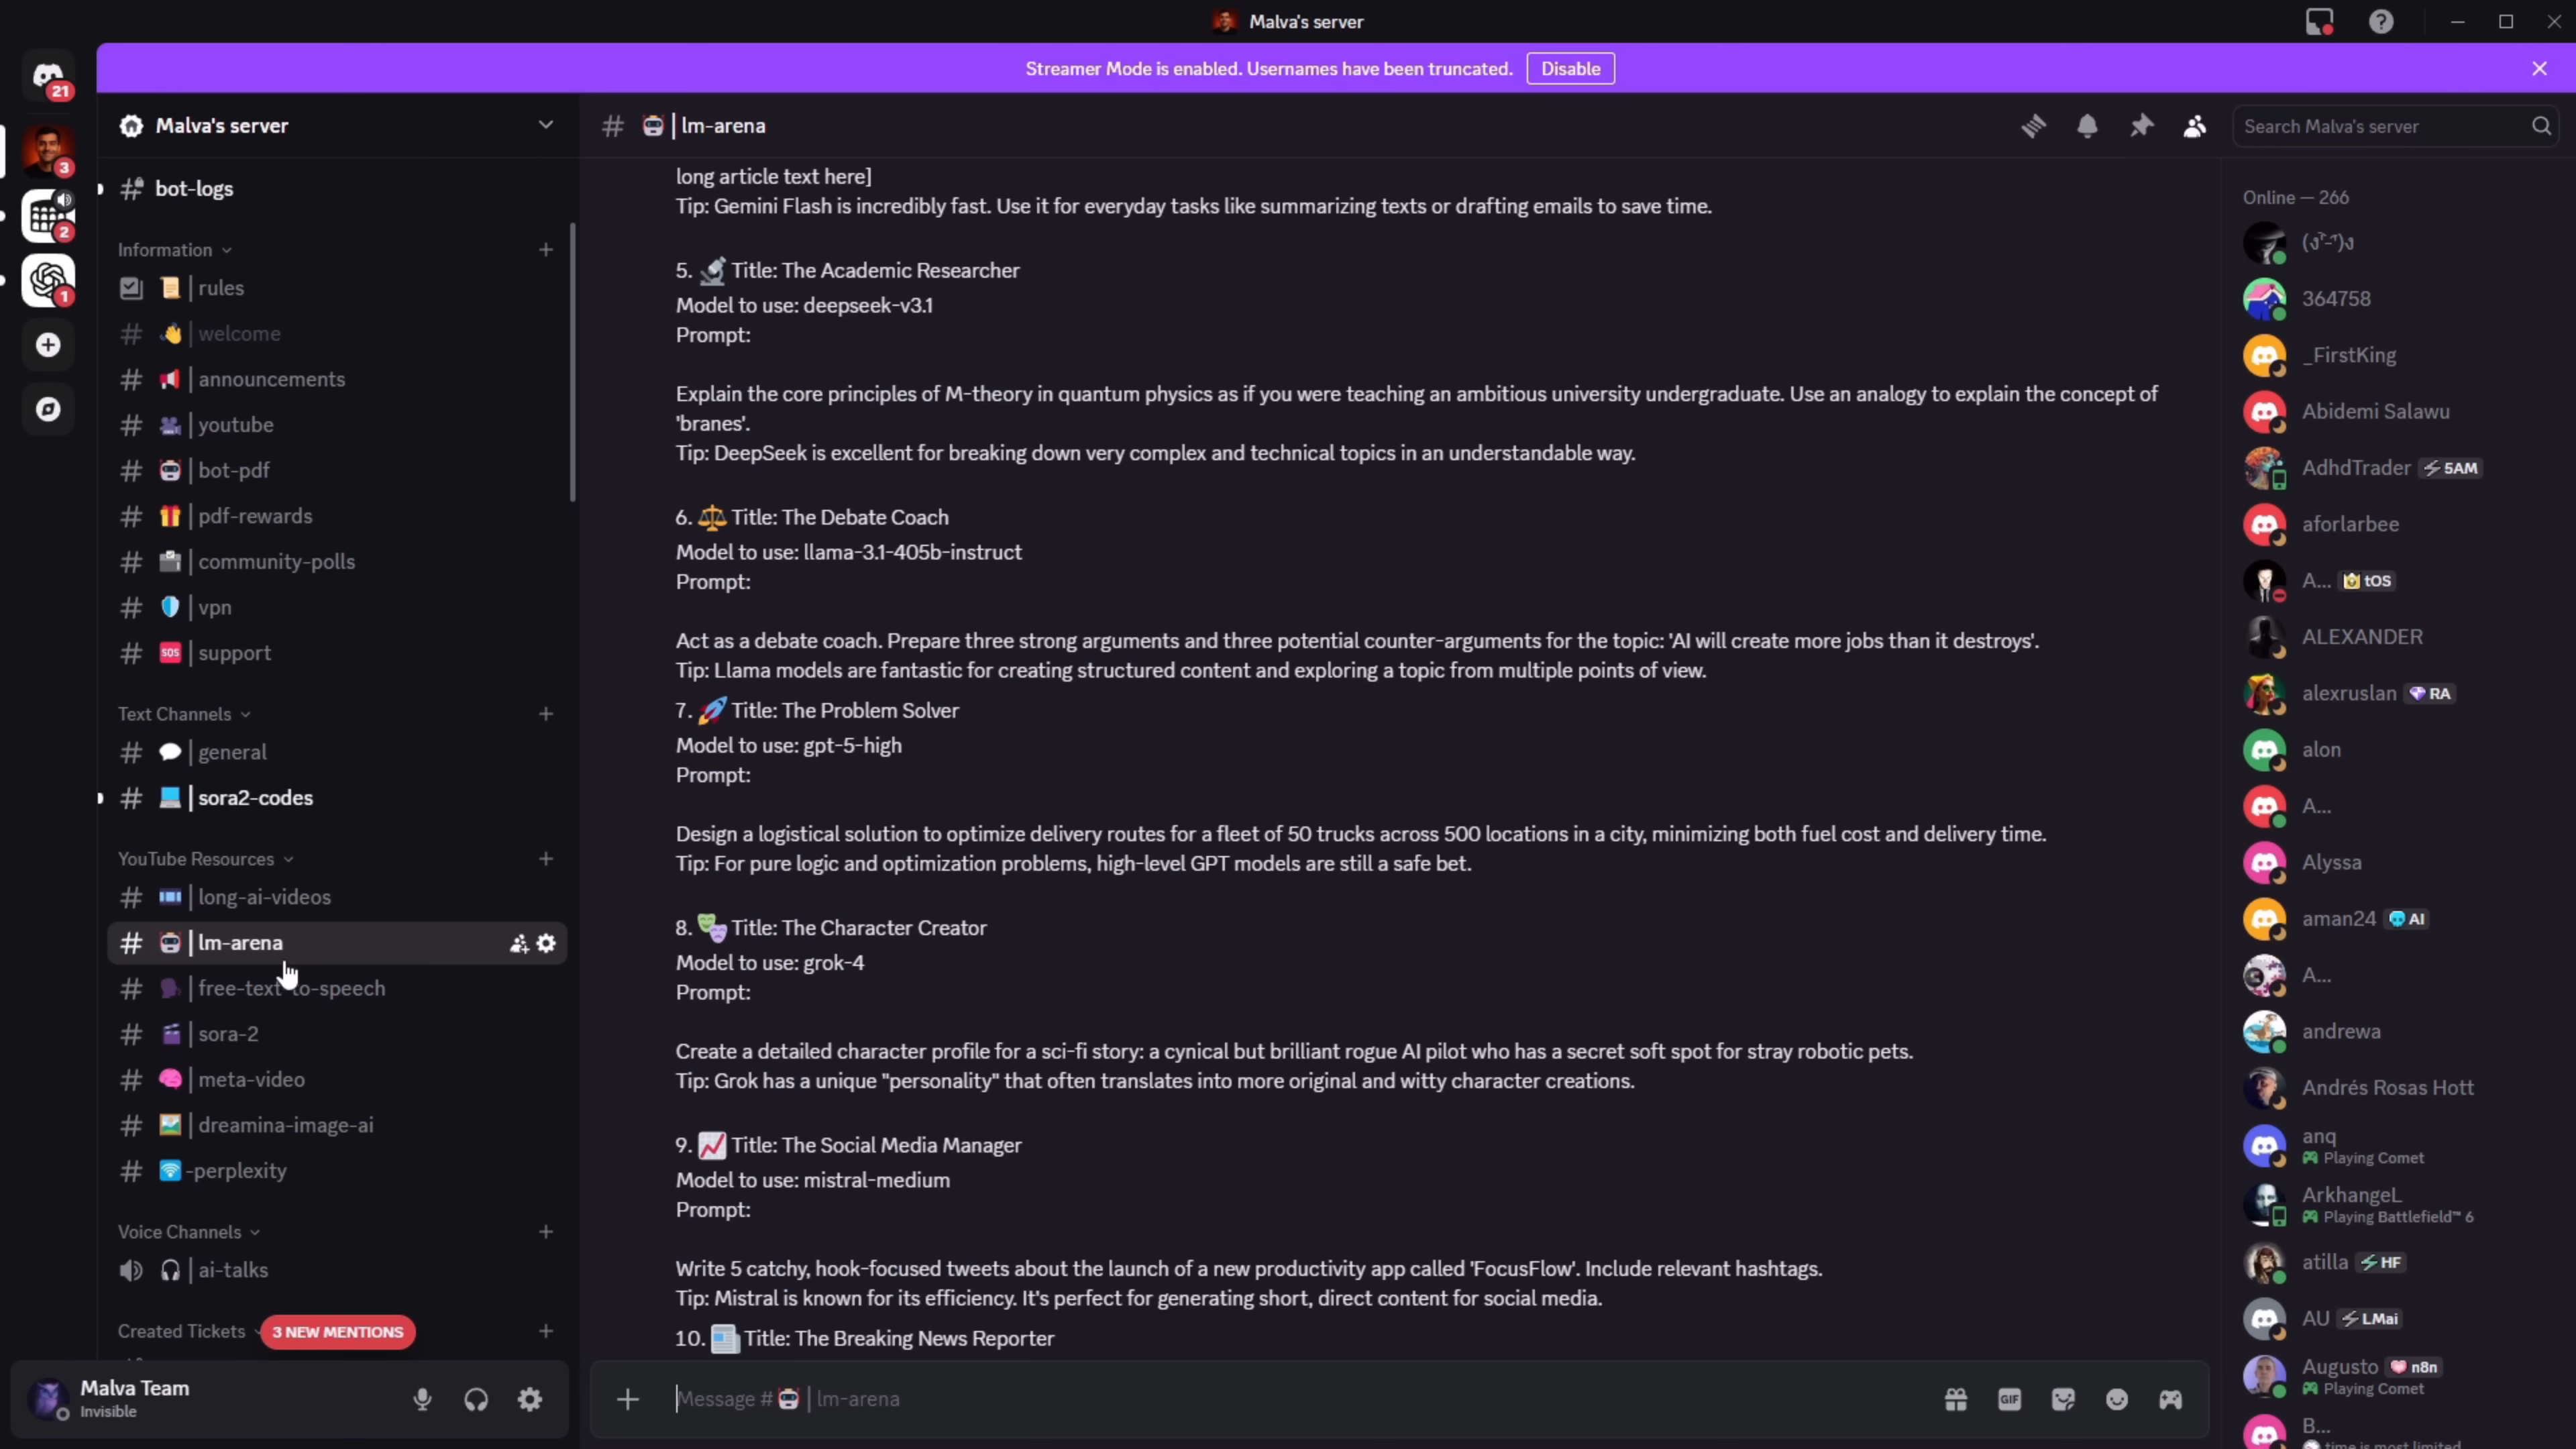 Malva's server
Streamer Mode is enabled. Usernames have been truncated.
Disable
21
3
2
1
Malva's server
bot-logs
Information
rules
welcome
announcements
youtube
bot-pdf
pdf-rewards
community-polls
vpn
SOS
support
Text Channels
general
sora2-codes
YouTube Resources
long-ai-videos
lm-arena
free-text-to-speech
sora-2
meta-video
dreamina-image-ai
-perplexity
Voice Channels
ai-talks
Created Tickets
3 NEW MENTIONS
Malva Team
Invisible
# | lm-arena
Search Malva's server
long article text here]
Tip: Gemini Flash is incredibly fast. Use it for everyday tasks like summarizing texts or drafting emails to save time.
5. Title: The Academic Researcher
Model to use: deepseek-v3.1
Prompt:
Explain the core principles of M-theory in quantum physics as if you were teaching an ambitious university undergraduate. Use an analogy to explain the concept of
'branes'.
Tip: DeepSeek is excellent for breaking down very complex and technical topics in an understandable way.
6. Title: The Debate Coach
Model to use: llama-3.1-405b-instruct
Prompt:
Act as a debate coach. Prepare three strong arguments and three potential counter-arguments for the topic: 'AI will create more jobs than it destroys'.
Tip: Llama models are fantastic for creating structured content and exploring a topic from multiple points of view.
7. Title: The Problem Solver
Model to use: gpt-5-high
Prompt:
Design a logistical solution to optimize delivery routes for a fleet of 50 trucks across 500 locations in a city, minimizing both fuel cost and delivery time.
Tip: For pure logic and optimization problems, high-level GPT models are still a safe bet.
8. Title: The Character Creator
Model to use: grok-4
Prompt:
Create a detailed character profile for a sci-fi story: a cynical but brilliant rogue AI pilot who has a secret soft spot for stray robotic pets.
Tip: Grok has a unique "personality" that often translates into more original and witty character creations.
9. Title: The Social Media Manager
Model to use: mistral-medium
Prompt:
Write 5 catchy, hook-focused tweets about the launch of a new productivity app called 'FocusFlow'. Include relevant hashtags.
Tip: Mistral is known for its efficiency. It's perfect for generating short, direct content for social media.
10. Title: The Breaking News Reporter
Message # | lm-arena
GIF
Online — 266
364758
_FirstKing
Abidemi Salawu
AdhdTrader 5AM
aforlarbee
A... tOS
ALEXANDER
alexruslan RA
alon
A...
Alyssa
aman24 AI
A...
andrewa
Andrés Rosas Hott
anq
Playing Comet
ArkhangeL
Playing Battlefield™ 6
atilla HF
AU LMai
Augusto n8n
Playing Comet
B...
time is most limited